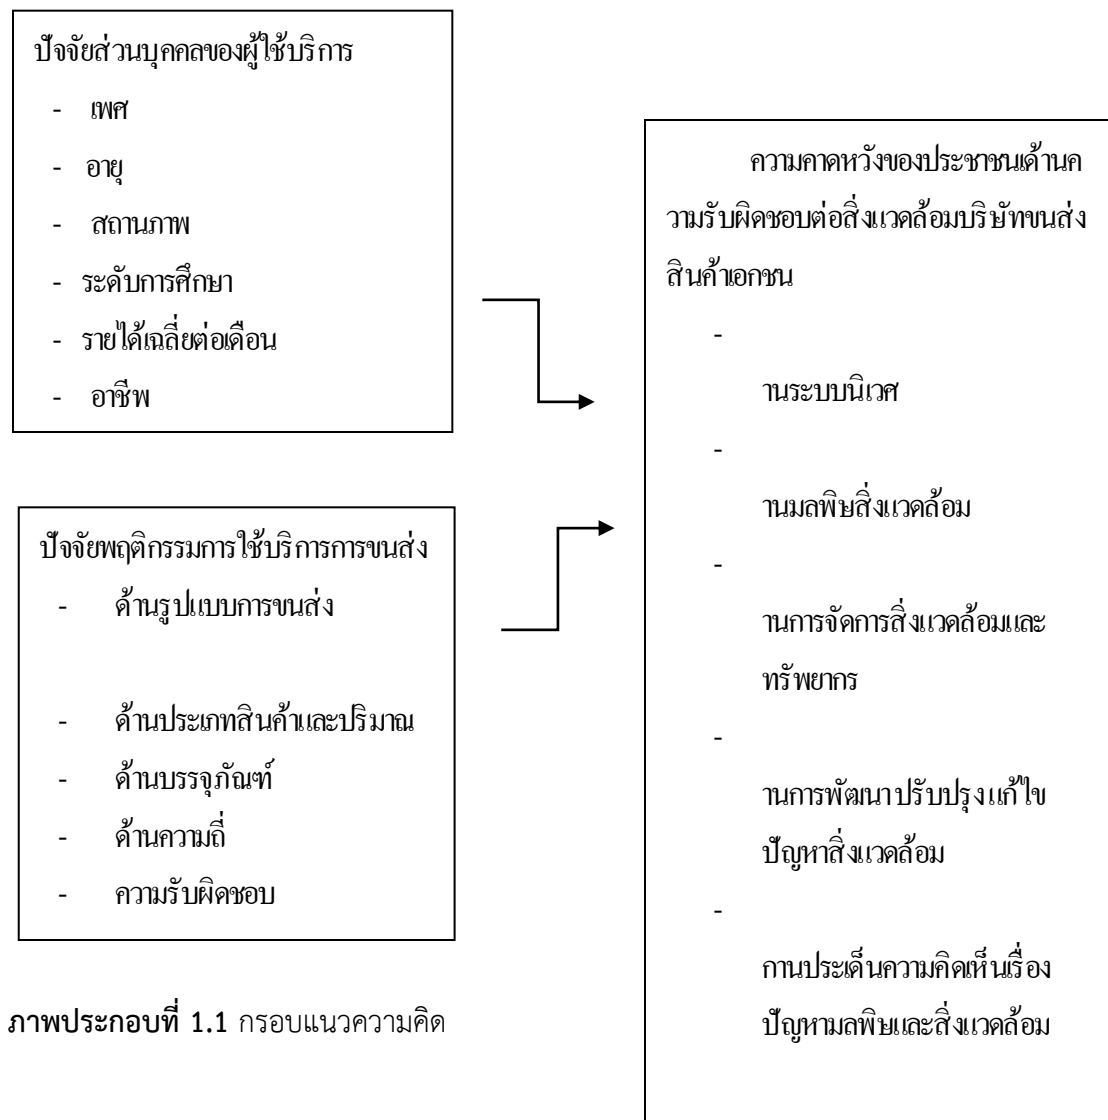 ปัจจัยส่วนบุคคลของผู้ใช้บริการ
- เพศ
- อายุ
- สถานภาพ
- ระดับการศึกษา
- รายได้เฉลี่ยต่อเดือน
- อาชีพ
ปัจจัยพฤติกรรมการใช้บริการการขนส่ง
- ด้านรูปแบบการขนส่ง
- ด้านประเภทสินค้าและปริมาณ
- ด้านบรรจุภัณฑ์
- ด้านความถี่
- ความรับผิดชอบ
ความคาดหวังของประชาชนด้านค
วามรับผิดชอบต่อสิ่งแวดล้อมบริษัทขนส่ง
สินค้าเอกชน
-
านระบบนิเวศ
-
านมลพิษสิ่งแวดล้อม
-
านการจัดการสิ่งแวดล้อมและ
ทรัพยากร
-
านการพัฒนา ปรับปรุง แก้ไข
ปัญหาสิ่งแวดล้อม
-
กานประเด็นความคิดเห็นเรื่อง
ปัญหามลพิษและสิ่งแวดล้อม
ภาพประกอบที่ 1.1 กรอบแนวความคิด